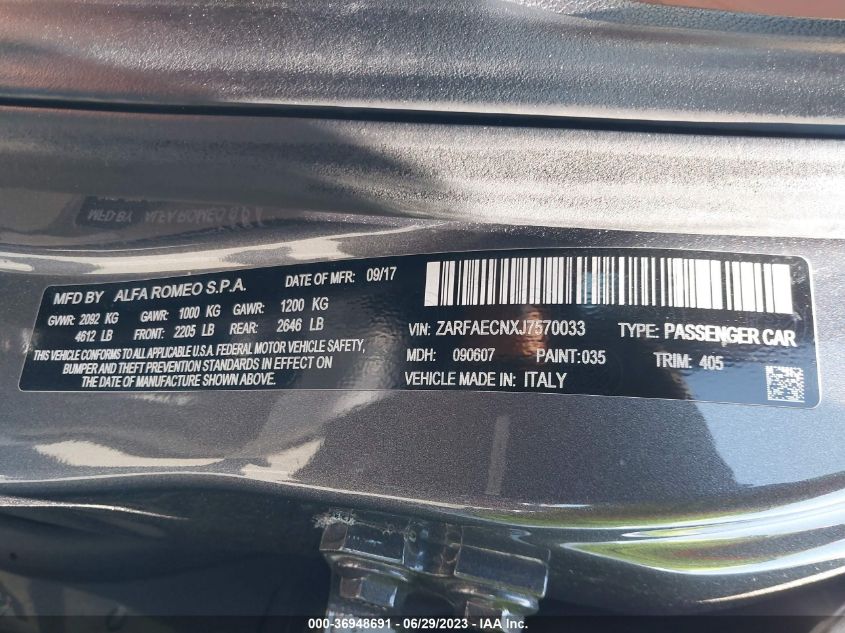 MFD BY ALFA ROMEO S.P.A. DATE OF MFR: 09/17
GVWR: 2092 KG GAWR: 1000 KG GAWR: 1200 KG
4612 LB FRONT: 2205 LB REAR: 2646 LB
THIS VEHICLE CONFORMS TO ALL APPLICABLE U.S.A. FEDERAL MOTOR VEHICLE SAFETY,
BUMPER AND THEFT PREVENTION STANDARDS IN EFFECT ON
THE DATE OF MANUFACTURE SHOWN ABOVE.
VIN: ZARFAECNXJ7570033 TYPE: PASSENGER CAR
MDH: 090607 PAINT:035 TRIM: 405
VEHICLE MADE IN: ITALY
000-36948691 - 06/29/2023 - IAA Inc.